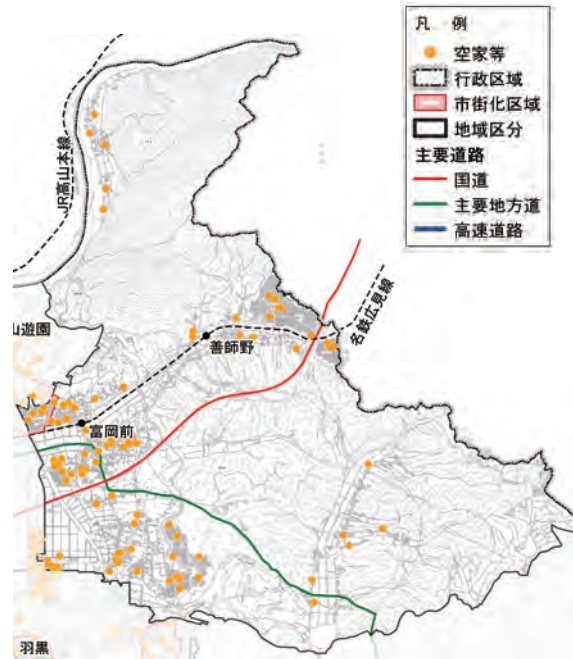 凡 例
空家等
行政区域
市街化区域
地域区分
主要道路
国道
主要地方道
高速道路
JR高山本線
名鉄広見線
山遊園
善師野
富岡前
羽黒